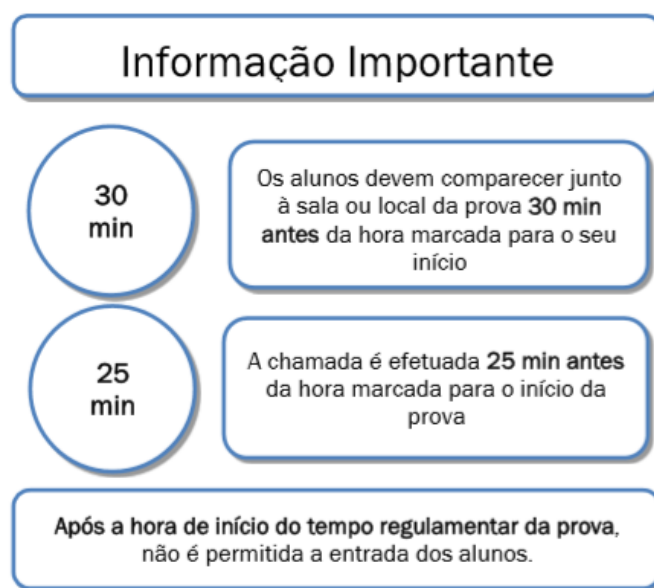 Informação Importante
30
min
Os alunos devem comparecer junto
à sala ou local da prova 30 min
antes da hora marcada para o seu
início
25
min
A chamada é efetuada 25 min antes
da hora marcada para o início da
prova
Após a hora de início do tempo regulamentar da prova,
não é permitida a entrada dos alunos.